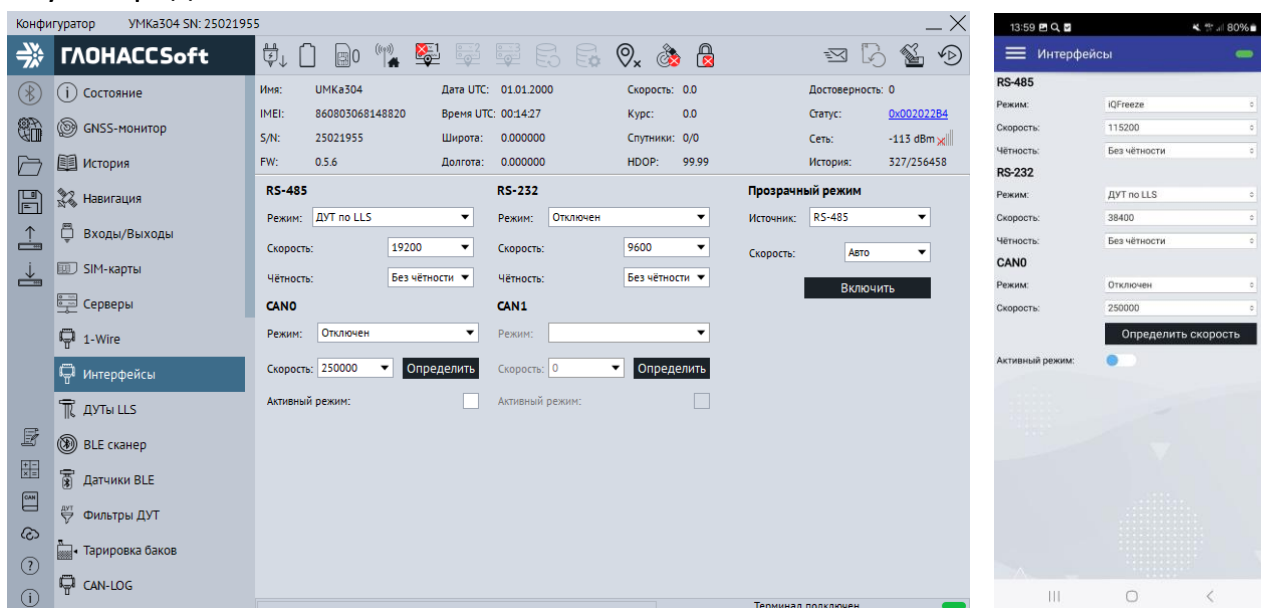 Конфигуратор УМКа304 SN: 25021955
ГЛОНАССSoft
0
Состояние
GNSS-монитор
История
Навигация
Входы/Выходы
SIM-карты
Серверы
1-Wire
Интерфейсы
ДУТы LLS
BLE сканер
Датчики BLE
Фильтры ДУТ
Тарировка баков
CAN-LOG
Имя: UMKa304 Дата UTC: 01.01.2000 Скорость: 0.0 Достоверность: 0
IMEI: 860803068148820 Время UTC: 00:14:27 Курс: 0.0 Статус: 0x002022B4
S/N: 25021955 Широта: 0.000000 Спутники: 0/0 Сеть: -113 dBm
FW: 0.5.6 Долгота: 0.000000 HDOP: 99.99 История: 327/256458
RS-485 RS-232 Прозрачный режим
Режим: ДУТ по LLS Режим: Отключен Источник: RS-485
Скорость: 19200 Скорость: 9600 Скорость: Авто
Чётность: Без чётности Чётность: Без чётности Включить
CAN0 CAN1
Режим: Отключен Режим:
Скорость: 250000 Определить Скорость: 0 Определить
Активный режим: Активный режим:
Терминал подключен
13:59 80%
Интерфейсы
RS-485
Режим: iQFreeze
Скорость: 115200
Чётность: Без чётности
RS-232
Режим: ДУТ по LLS
Скорость: 38400
Чётность: Без чётности
CAN0
Режим: Отключен
Скорость: 250000
Определить скорость
Активный режим: